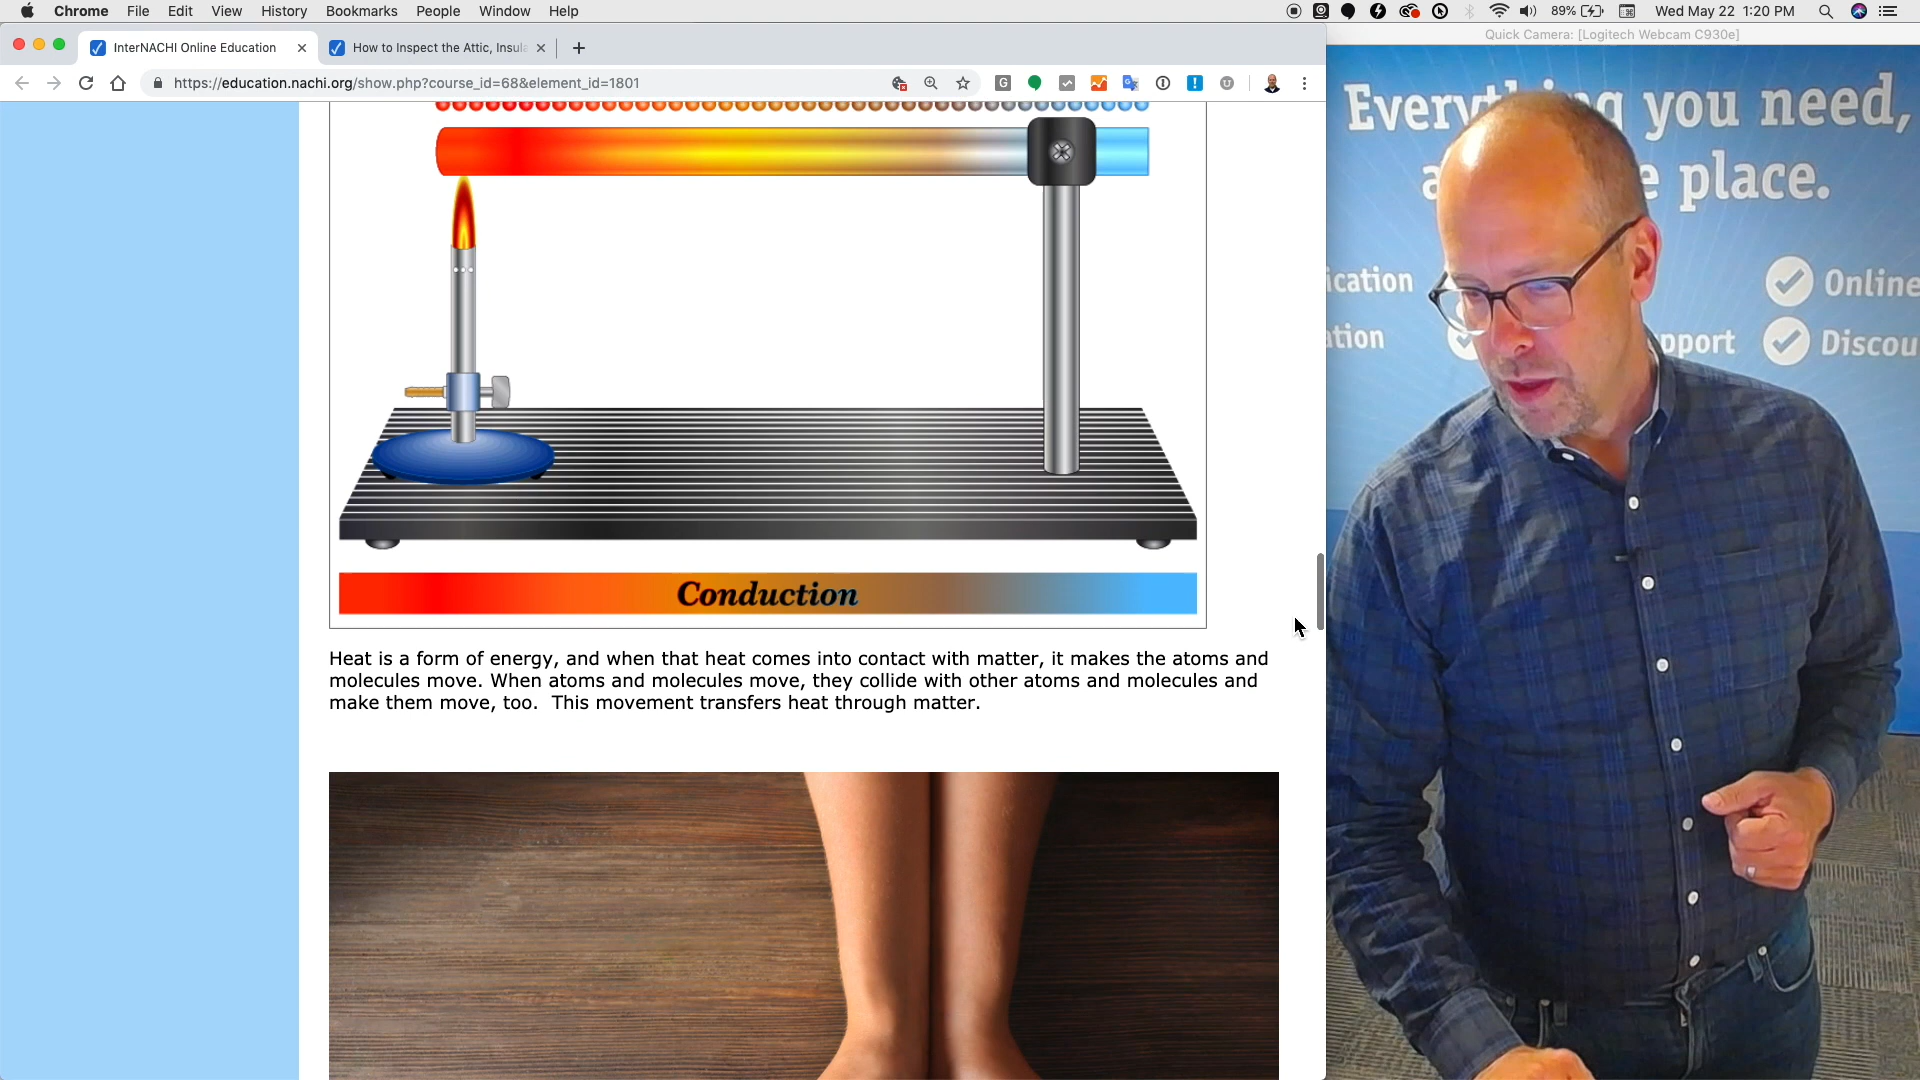 Chrome File Edit View History Bookmarks People Window Help
89% Wed May 22 1:20 PM
Quick Camera: [Logitech Webcam C930e]
InterNACHI Online Education
How to Inspect the Attic, Insula
https://education.nachi.org/show.php?course_id=68&element_id=1801
Conduction
Heat is a form of energy, and when that heat comes into contact with matter, it makes the atoms and
molecules move. When atoms and molecules move, they collide with other atoms and molecules and
make them move, too. This movement transfers heat through matter.
you need,
place.
ication
Online
ation
pport
Discou